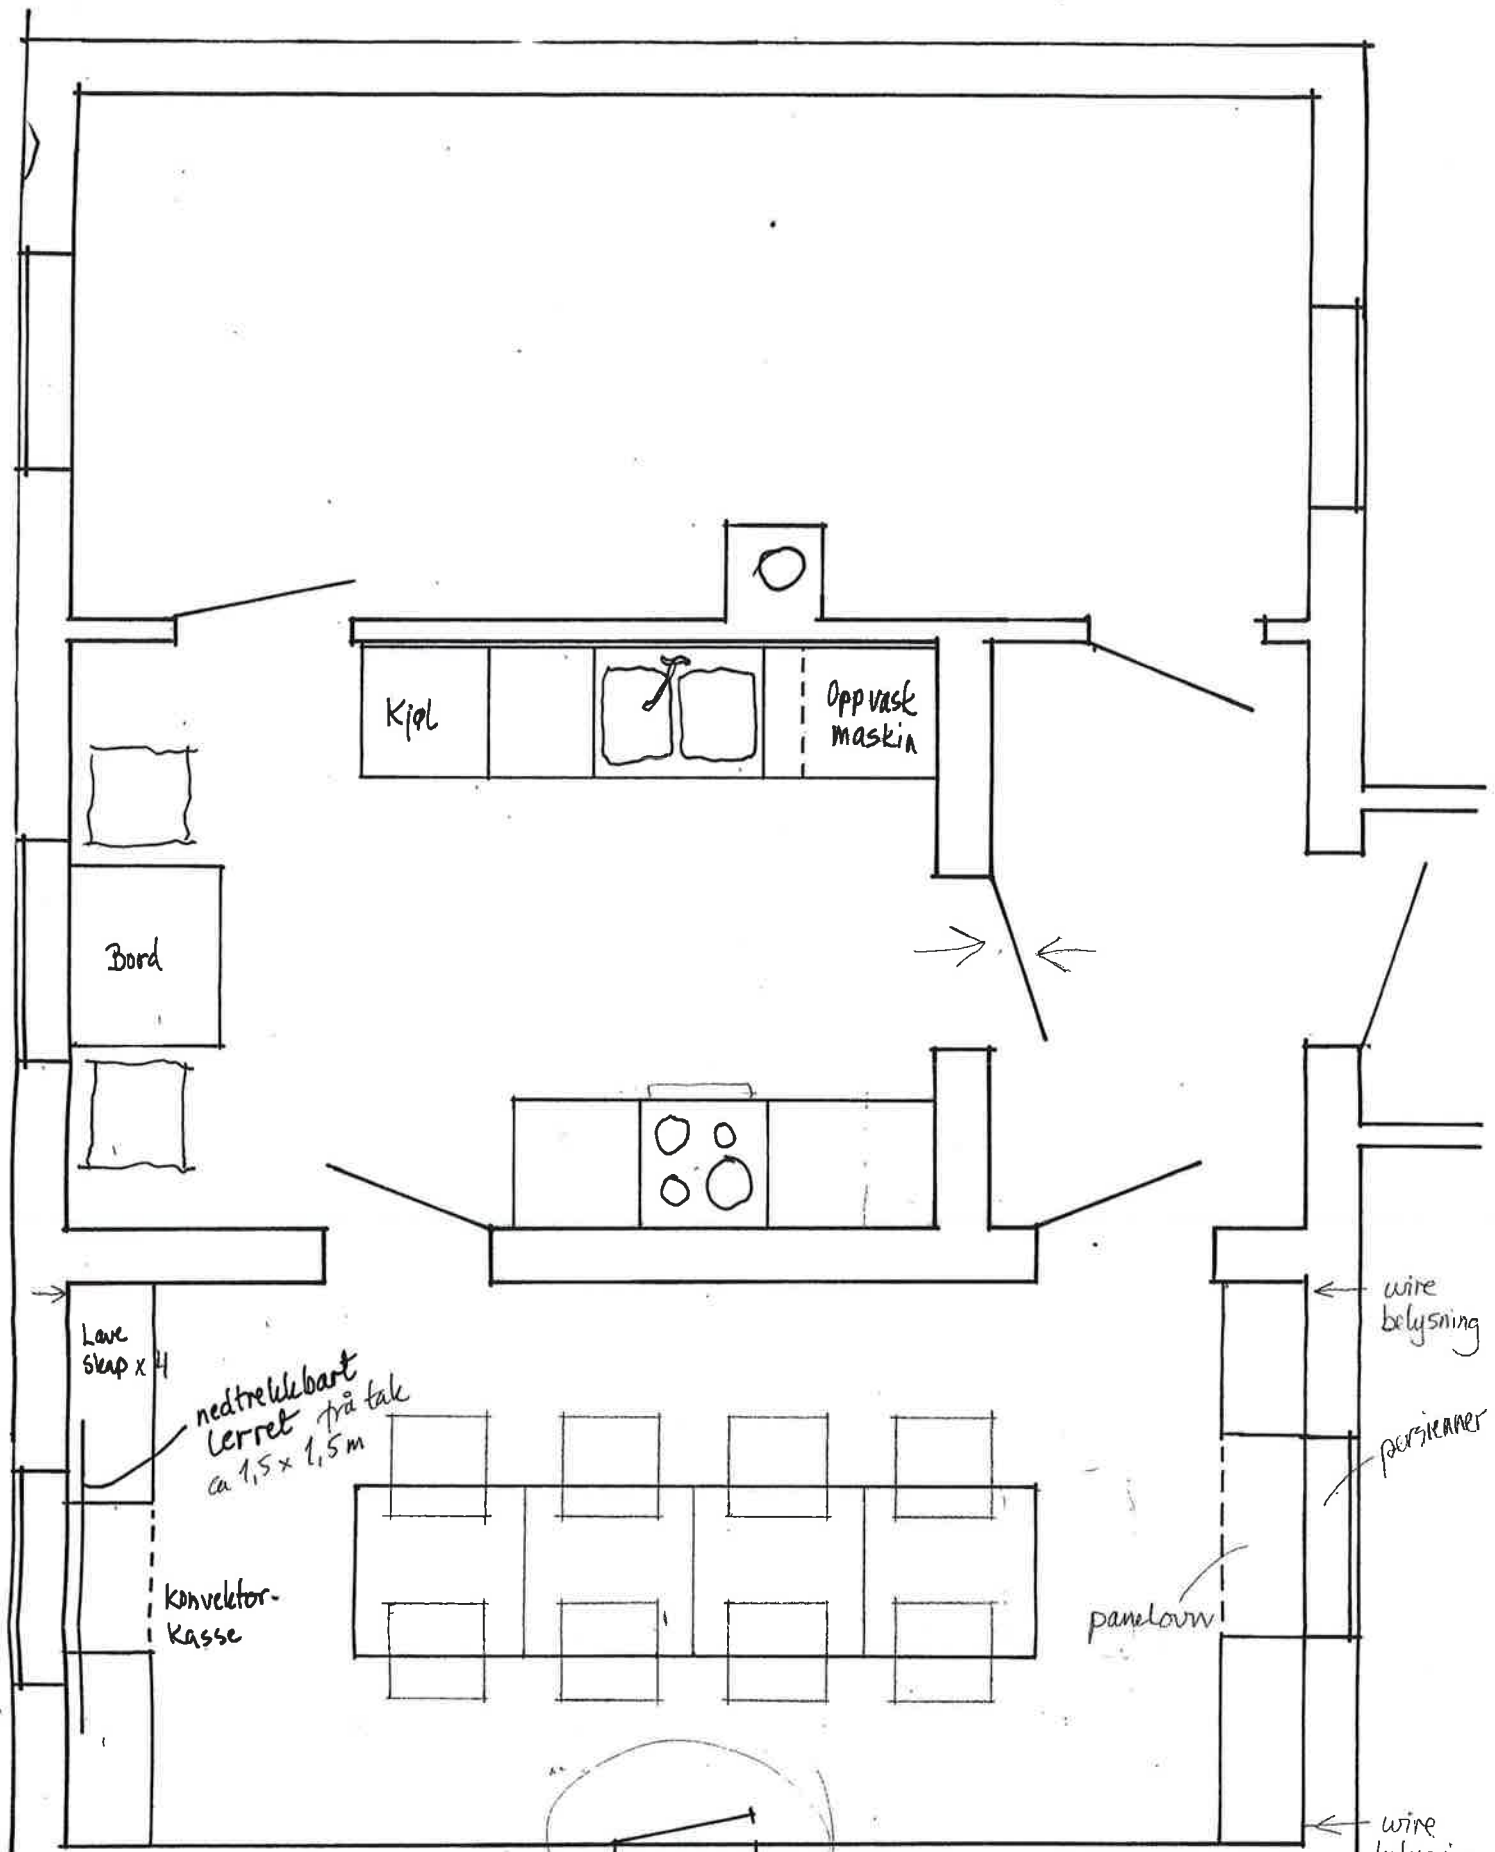 Kjøl
Oppvask
maskin
Bord
wire
belysning
Lave
skap x 4
nedtrekkbart
lerret fra tak
ca 1,5 x 1,5 m
persienner
konvektor-
kasse
panelovn
wire